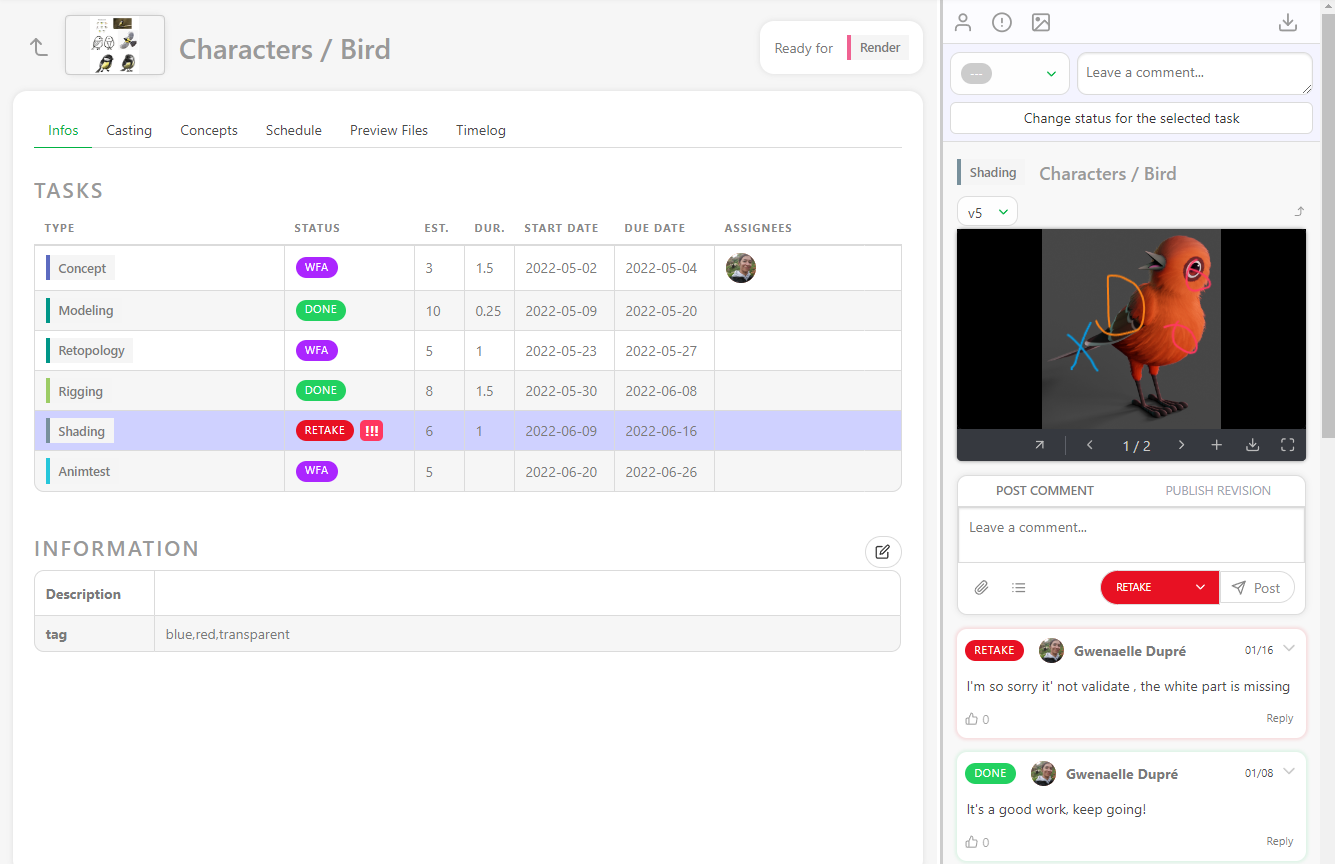 Characters / Bird
Ready for Render
Infos Casting Concepts Schedule Preview Files Timelog
TASKS
TYPE STATUS EST. DUR. START DATE DUE DATE ASSIGNEES
Concept WFA 3 1.5 2022-05-02 2022-05-04
Modeling DONE 10 0.25 2022-05-09 2022-05-20
Retopology WFA 5 1 2022-05-23 2022-05-27
Rigging DONE 8 1.5 2022-05-30 2022-06-08
Shading RETAKE !!! 6 1 2022-06-09 2022-06-16
Animtest WFA 5 2022-06-20 2022-06-26
INFORMATION
Description
tag blue,red,transparent
--- Leave a comment...
Change status for the selected task
Shading Characters / Bird
v5
1 / 2
POST COMMENT PUBLISH REVISION
Leave a comment...
RETAKE Post
RETAKE Gwenaelle Dupré 01/16
I'm so sorry it' not validate , the white part is missing
0 Reply
DONE Gwenaelle Dupré 01/08
It's a good work, keep going!
0 Reply